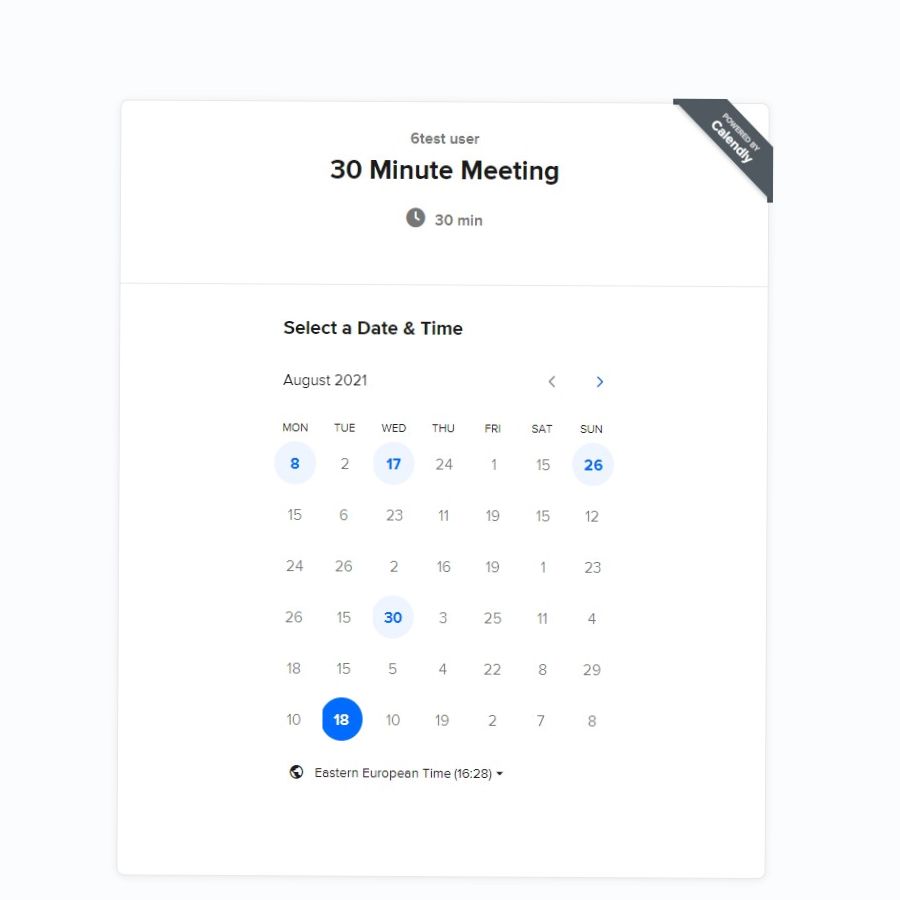 POWERED BY
Calendly
6test user
30 Minute Meeting
30 min
Select a Date & Time
August 2021
MON TUE WED THU FRI SAT SUN
8 2 17 24 1 15 26
15 6 23 11 19 15 12
24 26 2 16 19 1 23
26 15 30 3 25 11 4
18 15 5 4 22 8 29
10 18 10 19 2 7 8
Eastern European Time (16:28)